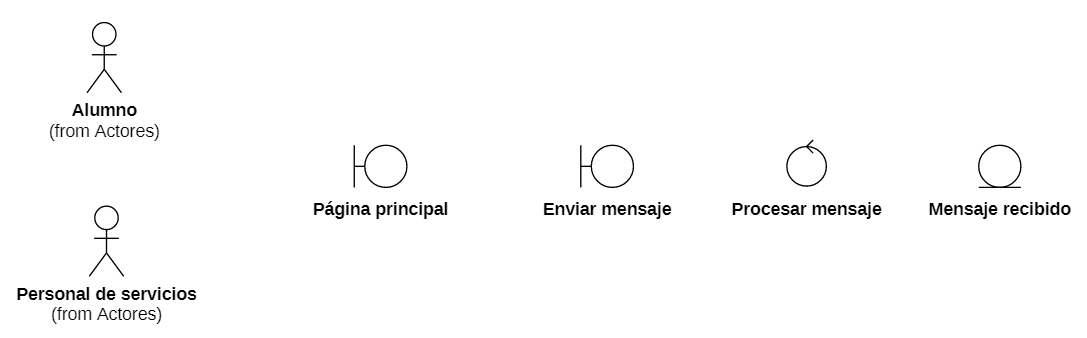 Alumno
(from Actores)
Página principal
Enviar mensaje
Procesar mensaje
Mensaje recibido
Personal de servicios
(from Actores)